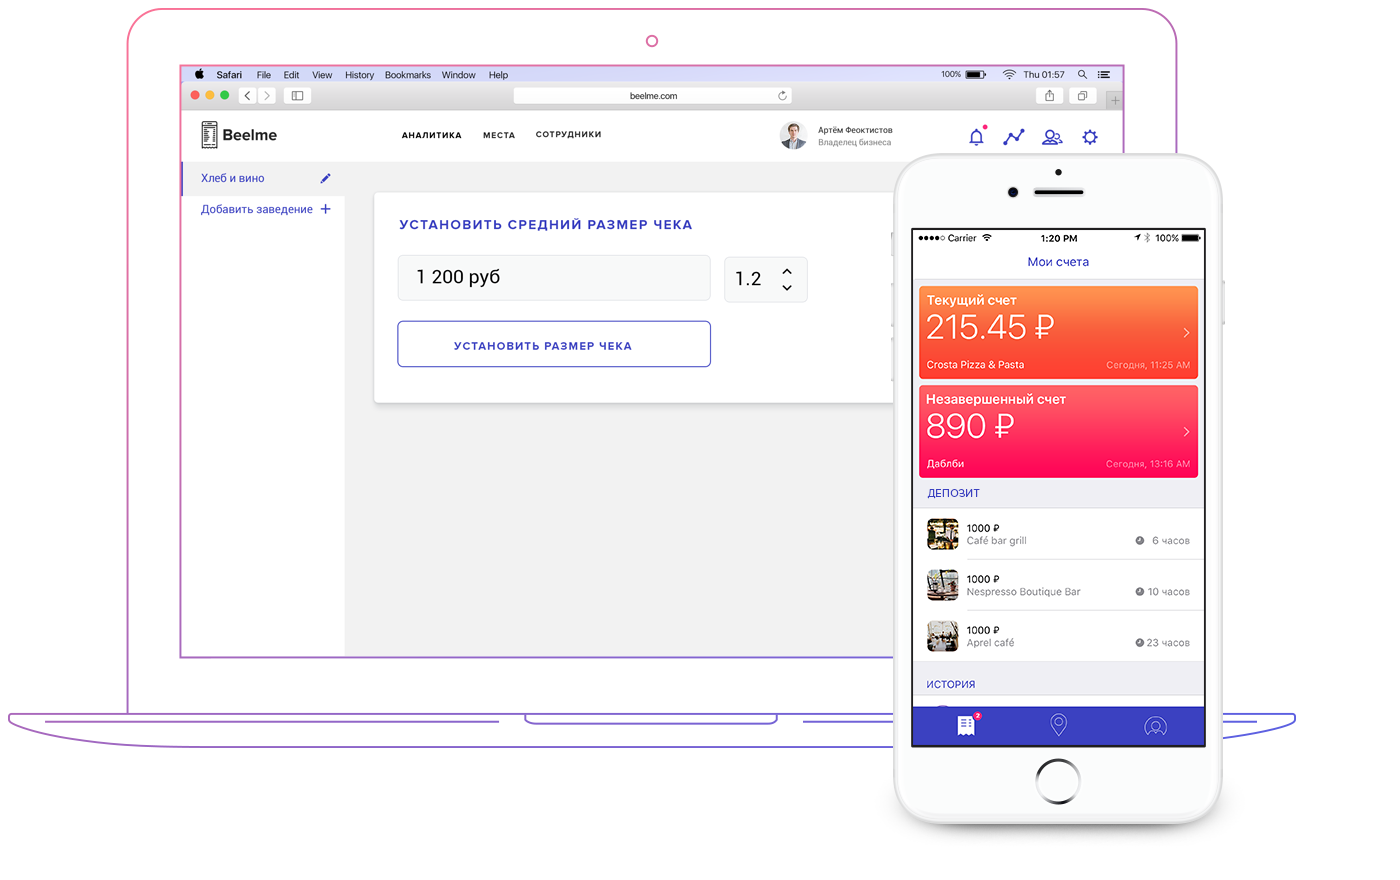 Safari File Edit View History Bookmarks Window Help 100% Thu 01:57
beelme.com
Beelme АНАЛИТИКА МЕСТА СОТРУДНИКИ
Артём Феоктистов
Владелец бизнеса
Хлеб и вино
Добавить заведение
УСТАНОВИТЬ СРЕДНИЙ РАЗМЕР ЧЕКА
1 200 руб 1.2
УСТАНОВИТЬ РАЗМЕР ЧЕКА
Carrier 1:20 PM 100%
Мои счета
Текущий счет
215.45 ₽
Crosta Pizza & Pasta Сегодня, 11:25 AM
Незавершенный счет
890 ₽
Даблби Сегодня, 13:16 AM
ДЕПОЗИТ
1000 ₽
Café bar grill 6 часов
1000 ₽
Nespresso Boutique Bar 10 часов
1000 ₽
Aprel café 23 часов
ИСТОРИЯ
2